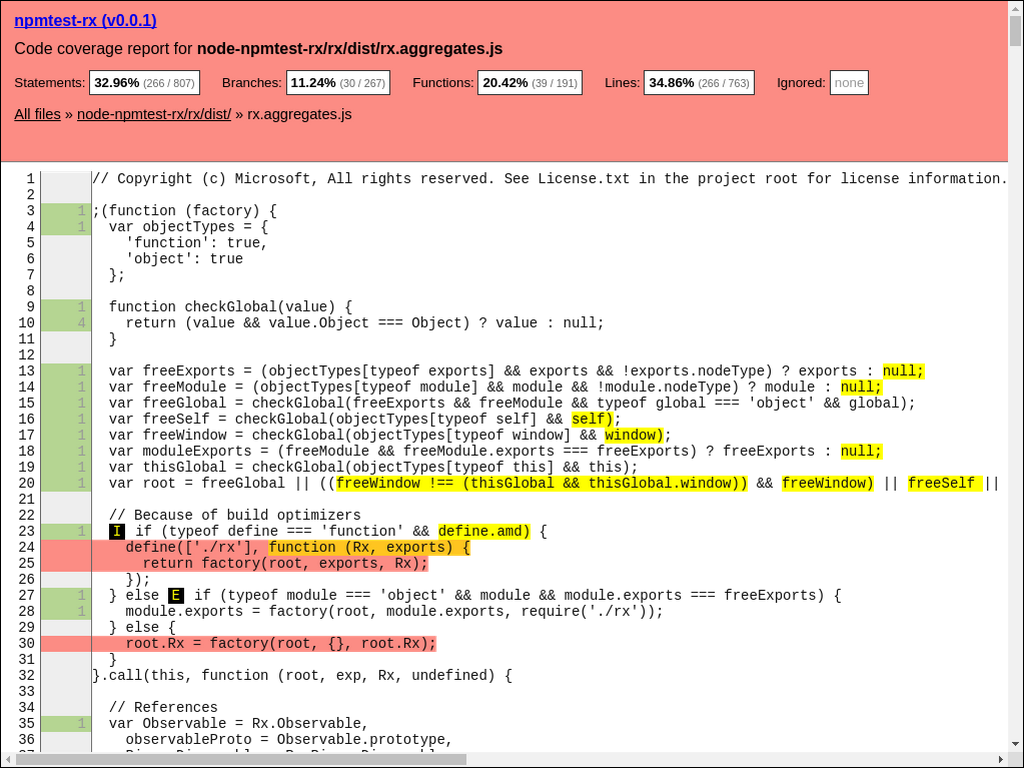 npmtest-rx (v0.0.1)
Code coverage report for node-npmtest-rx/rx/dist/rx.aggregates.js
Statements: 32.96% (266 / 807) Branches: 11.24% (30 / 267) Functions: 20.42% (39 / 191) Lines: 34.86% (266 / 763) Ignored: none
All files » node-npmtest-rx/rx/dist/ » rx.aggregates.js
1 // Copyright (c) Microsoft, All rights reserved. See License.txt in the project root for license information.
2
3 1 ;(function (factory) {
4 1 var objectTypes = {
5 'function': true,
6 'object': true
7 };
8
9 1 function checkGlobal(value) {
10 4 return (value && value.Object === Object) ? value : null;
11 }
12
13 1 var freeExports = (objectTypes[typeof exports] && exports && !exports.nodeType) ? exports : null;
14 1 var freeModule = (objectTypes[typeof module] && module && !module.nodeType) ? module : null;
15 1 var freeGlobal = checkGlobal(freeExports && freeModule && typeof global === 'object' && global);
16 1 var freeSelf = checkGlobal(objectTypes[typeof self] && self);
17 1 var freeWindow = checkGlobal(objectTypes[typeof window] && window);
18 1 var moduleExports = (freeModule && freeModule.exports === freeExports) ? freeExports : null;
19 1 var thisGlobal = checkGlobal(objectTypes[typeof this] && this);
20 1 var root = freeGlobal || ((freeWindow !== (thisGlobal && thisGlobal.window)) && freeWindow) || freeSelf ||
21
22 // Because of build optimizers
23 1 I if (typeof define === 'function' && define.amd) {
24 define(['./rx'], function (Rx, exports) {
25 return factory(root, exports, Rx);
26 });
27 1 } else E if (typeof module === 'object' && module && module.exports === freeExports) {
28 1 module.exports = factory(root, module.exports, require('./rx'));
29 } else {
30 root.Rx = factory(root, {}, root.Rx);
31 }
32 }.call(this, function (root, exp, Rx, undefined) {
33
34 // References
35 1 var Observable = Rx.Observable,
36 observableProto = Observable.prototype,